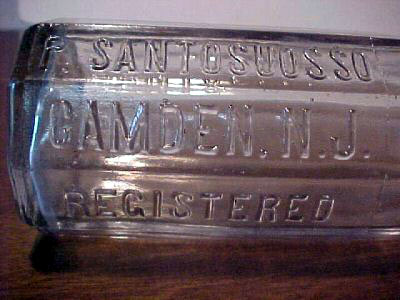 P. SANTOSUOSSO
CAMDEN. N.J.
REGISTERED